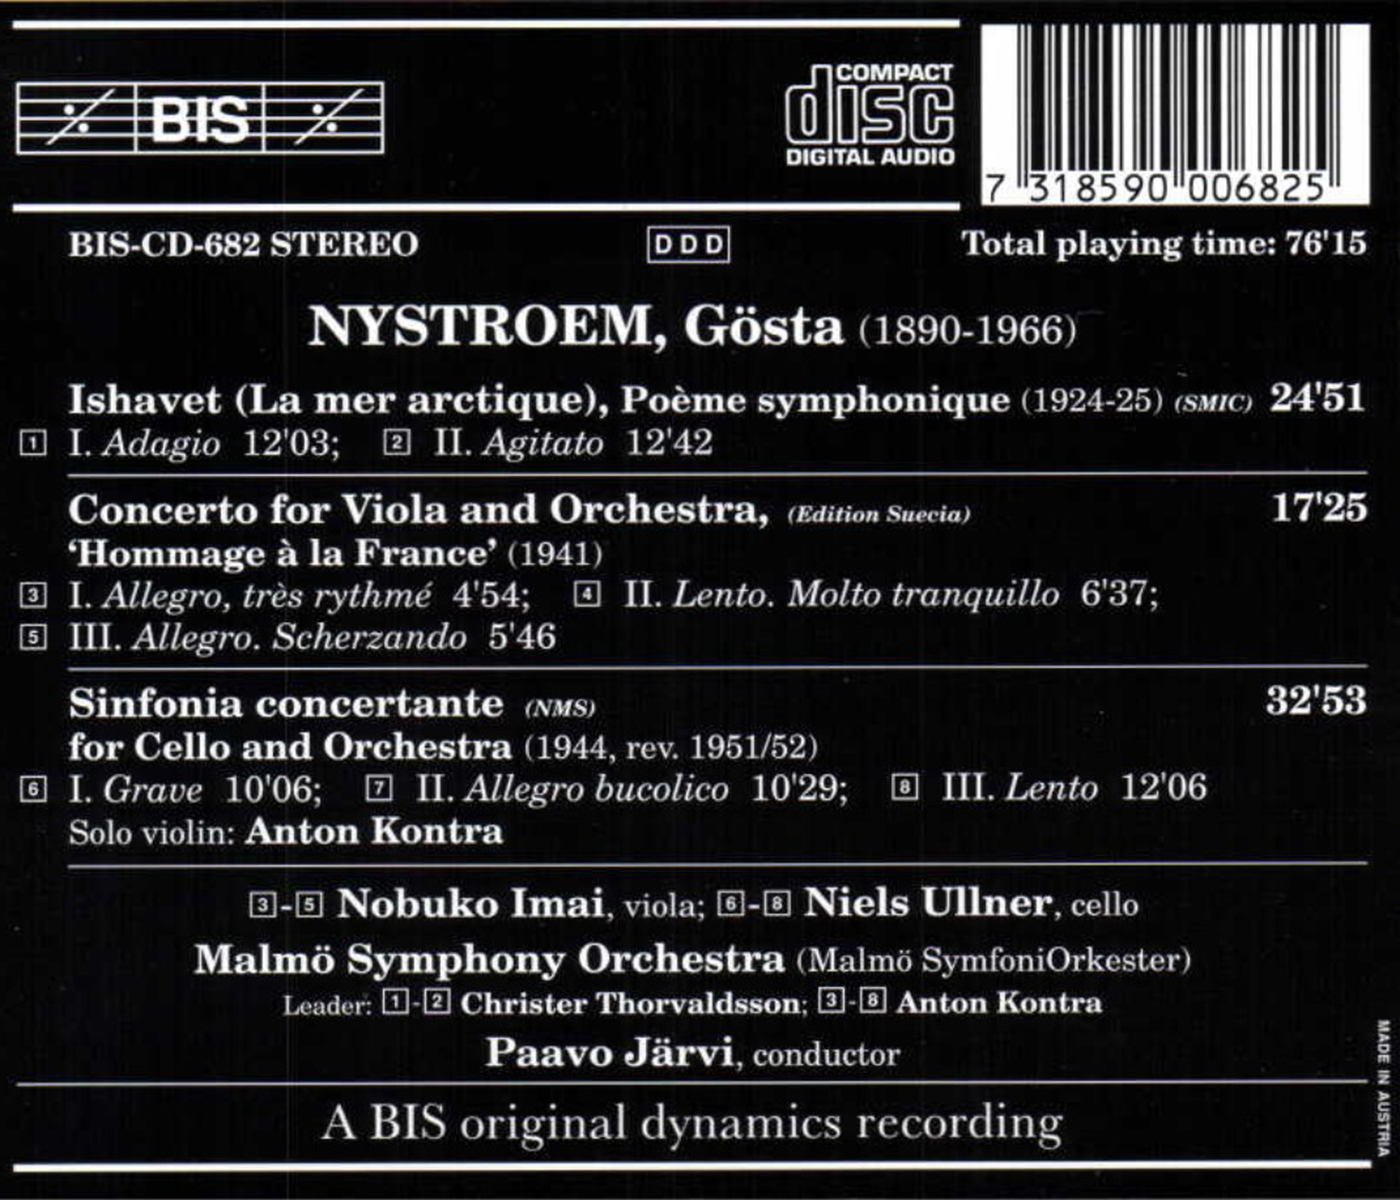 BIS
COMPACT
disc
DIGITAL AUDIO
7 318590 006825
BIS-CD-682 STEREO DDD Total playing time: 76'15
NYSTROEM, Gösta (1890-1966)
Ishavet (La mer arctique), Poème symphonique (1924-25) (SMIC) 24'51
1 I. Adagio 12'03; 2 II. Agitato 12'42
Concerto for Viola and Orchestra, (Edition Suecia) 17'25
‘Hommage à la France’ (1941)
3 I. Allegro, très rythmé 4'54; 4 II. Lento. Molto tranquillo 6'37;
5 III. Allegro. Scherzando 5'46
Sinfonia concertante (NMS) 32'53
for Cello and Orchestra (1944, rev. 1951/52)
6 I. Grave 10'06; 7 II. Allegro bucolico 10'29; 8 III. Lento 12'06
Solo violin: Anton Kontra
3-5 Nobuko Imai, viola; 6-8 Niels Ullner, cello
Malmö Symphony Orchestra (Malmö SymfoniOrkester)
Leader: 1-2 Christer Thorvaldsson; 3-8 Anton Kontra
Paavo Järvi, conductor
A BIS original dynamics recording
MADE IN AUSTRIA